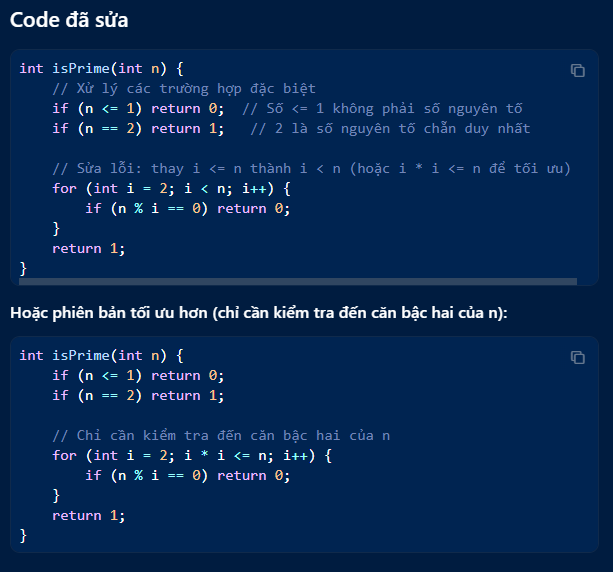 Code đã sửa
int isPrime(int n) {
    // Xử lý các trường hợp đặc biệt
    if (n <= 1) return 0;  // Số <= 1 không phải số nguyên tố
    if (n == 2) return 1;   // 2 là số nguyên tố chẵn duy nhất

    // Sửa lỗi: thay i <= n thành i < n (hoặc i * i <= n để tối ưu)
    for (int i = 2; i < n; i++) {
        if (n % i == 0) return 0;
    }
    return 1;
}
Hoặc phiên bản tối ưu hơn (chỉ cần kiểm tra đến căn bậc hai của n):
int isPrime(int n) {
    if (n <= 1) return 0;
    if (n == 2) return 1;

    // Chỉ cần kiểm tra đến căn bậc hai của n
    for (int i = 2; i * i <= n; i++) {
        if (n % i == 0) return 0;
    }
    return 1;
}